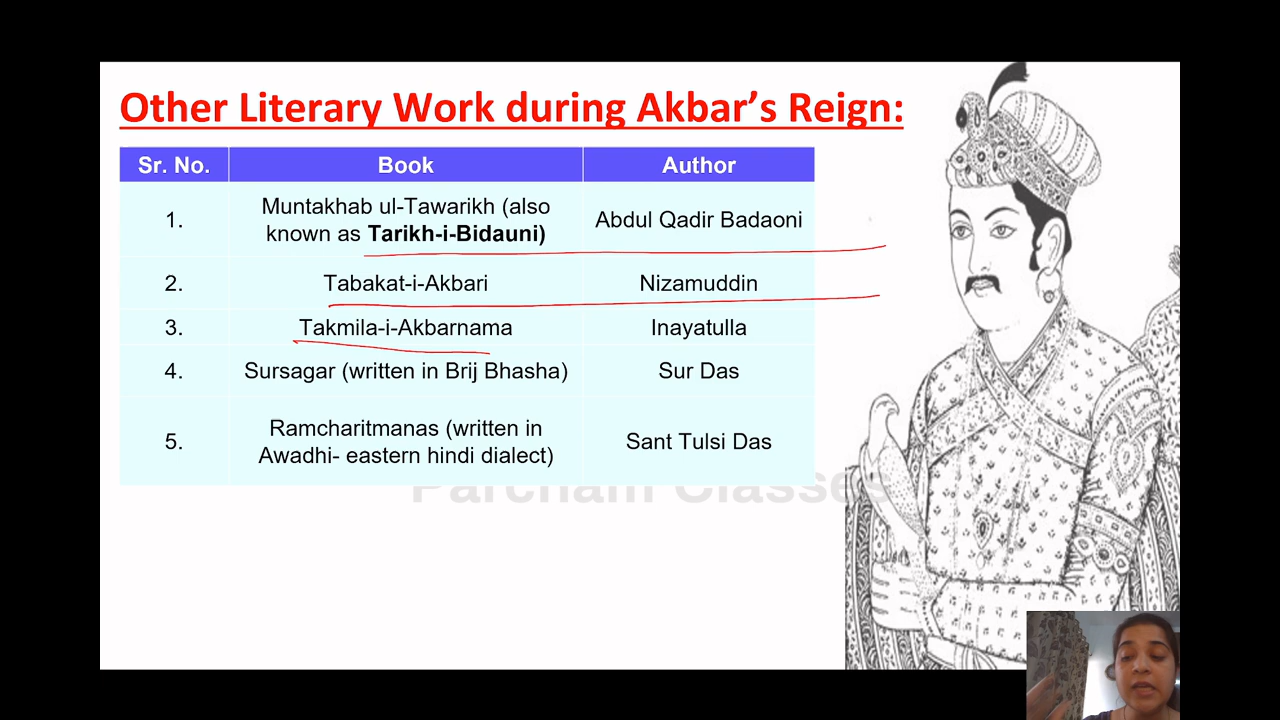 Other Literary Work during Akbar’s Reign:
Sr. No. Book Author
1. Muntakhab ul-Tawarikh (also known as Tarikh-i-Bidauni) Abdul Qadir Badaoni
2. Tabakat-i-Akbari Nizamuddin
3. Takmila-i-Akbarnama Inayatulla
4. Sursagar (written in Brij Bhasha) Sur Das
5. Ramcharitmanas (written in Awadhi- eastern hindi dialect) Sant Tulsi Das
Parcham Classes